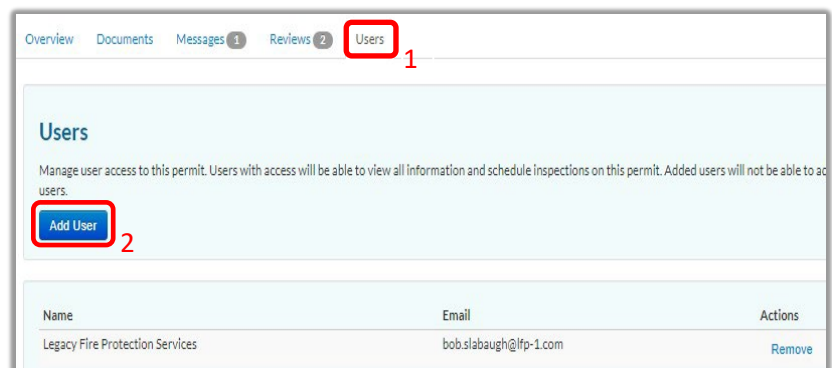 Overview Documents Messages 1 Reviews 2 Users
1
Users
Manage user access to this permit. Users with access will be able to view all information and schedule inspections on this permit. Added users will not be able to
users.
Add User
2
Name Email Actions
Legacy Fire Protection Services bob.slabaugh@lfp-1.com Remove